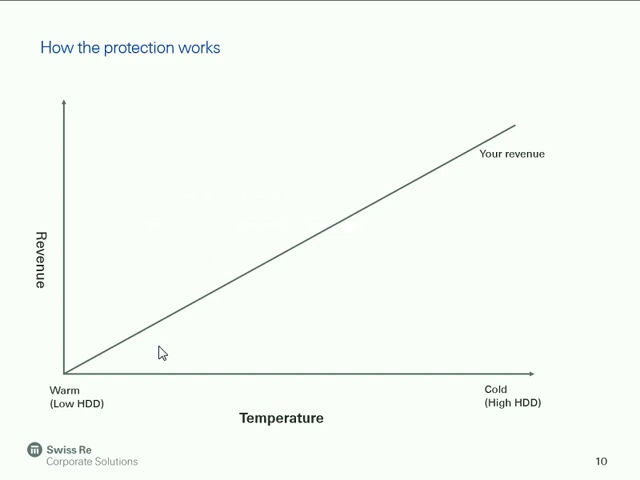 How the protection works
Your revenue
Revenue
Warm
(Low HDD)
Cold
(High HDD)
Temperature
Swiss Re
Corporate Solutions
10